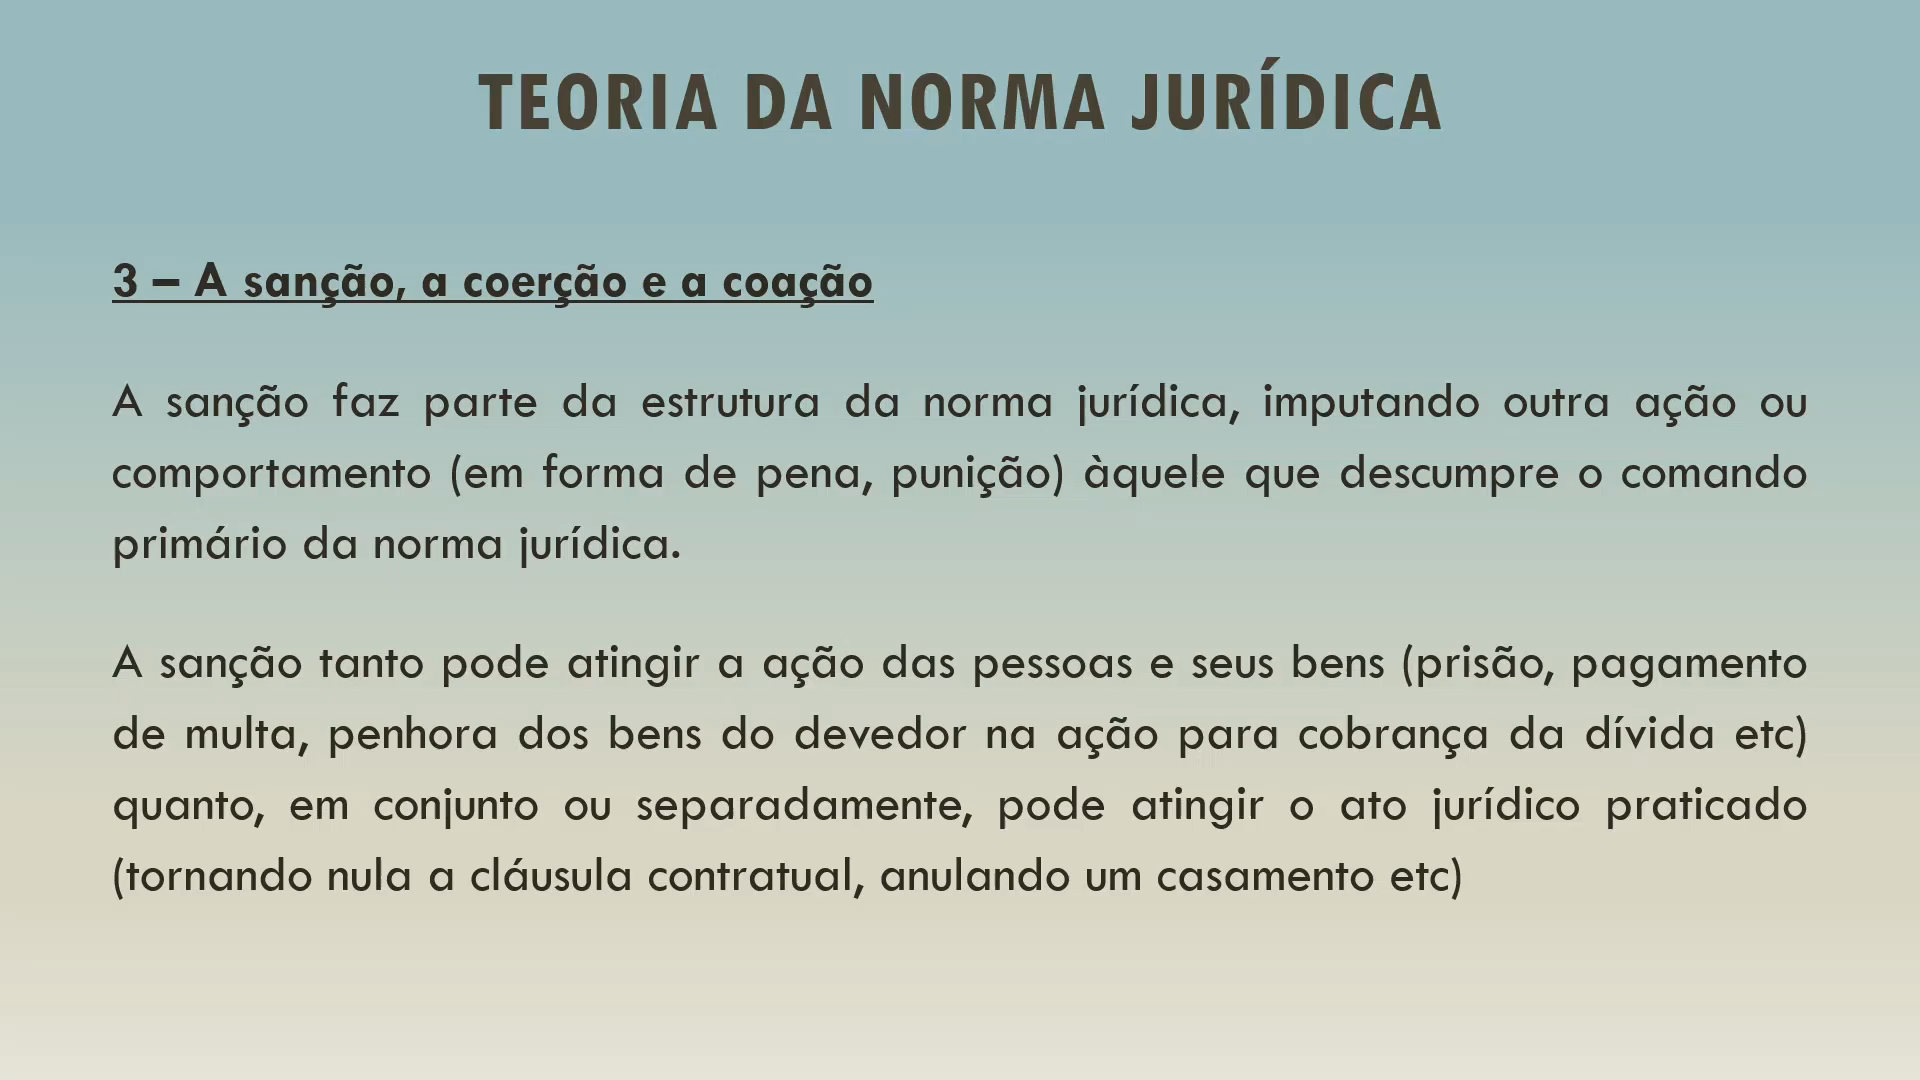 TEORIA DA NORMA JURÍDICA
3 – A sanção, a coerção e a coação
A sanção faz parte da estrutura da norma jurídica, imputando outra ação ou
comportamento (em forma de pena, punição) àquele que descumpre o comando
primário da norma jurídica.
A sanção tanto pode atingir a ação das pessoas e seus bens (prisão, pagamento
de multa, penhora dos bens do devedor na ação para cobrança da dívida etc)
quanto, em conjunto ou separadamente, pode atingir o ato jurídico praticado
(tornando nula a cláusula contratual, anulando um casamento etc)